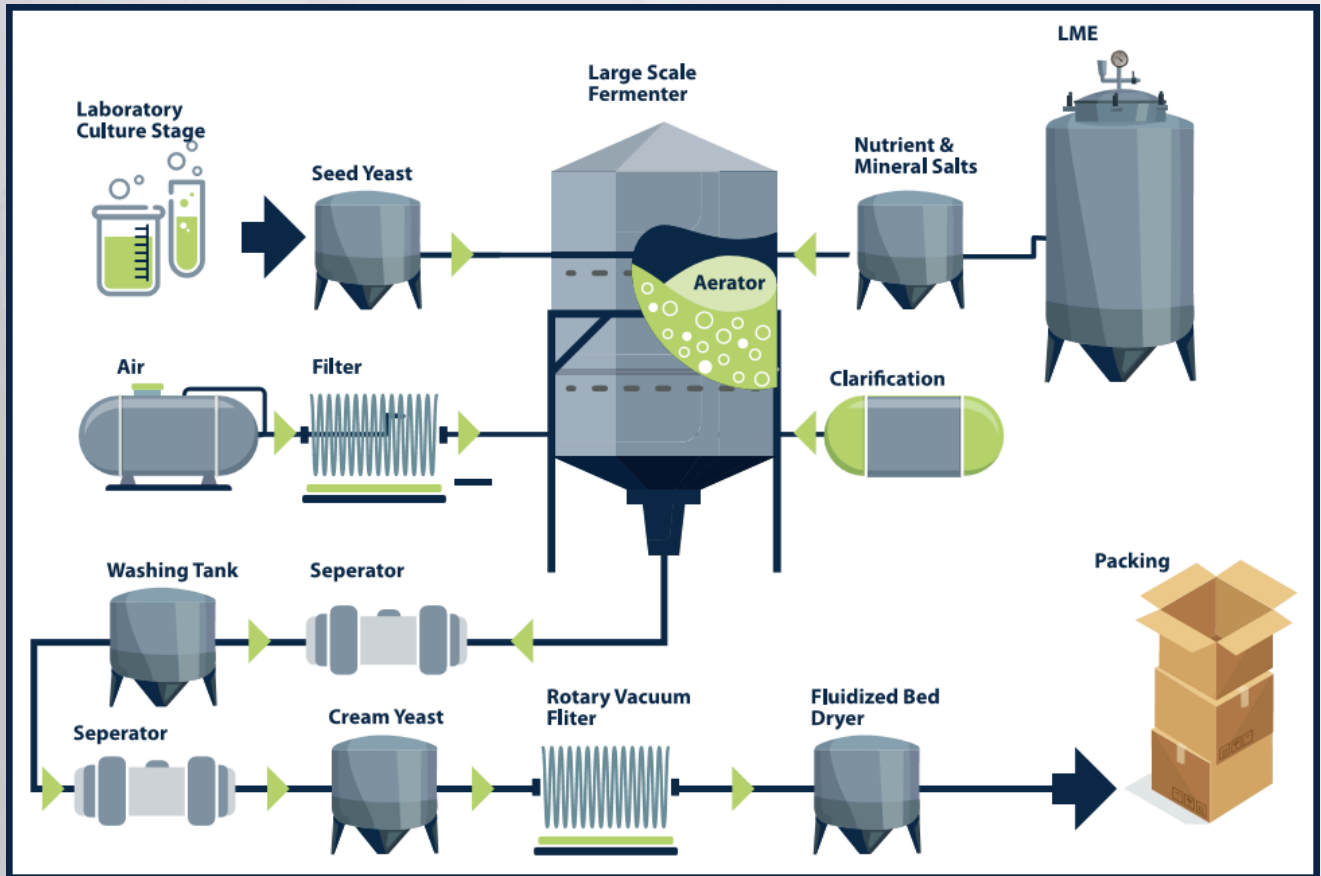 LME
Large Scale
Fermenter
Laboratory
Culture Stage
Nutrient &
Mineral Salts
Seed Yeast
Aerator
Air
Filter
Clarification
Washing Tank
Seperator
Packing
Seperator
Cream Yeast
Rotary Vacuum
Fliter
Fluidized Bed
Dryer